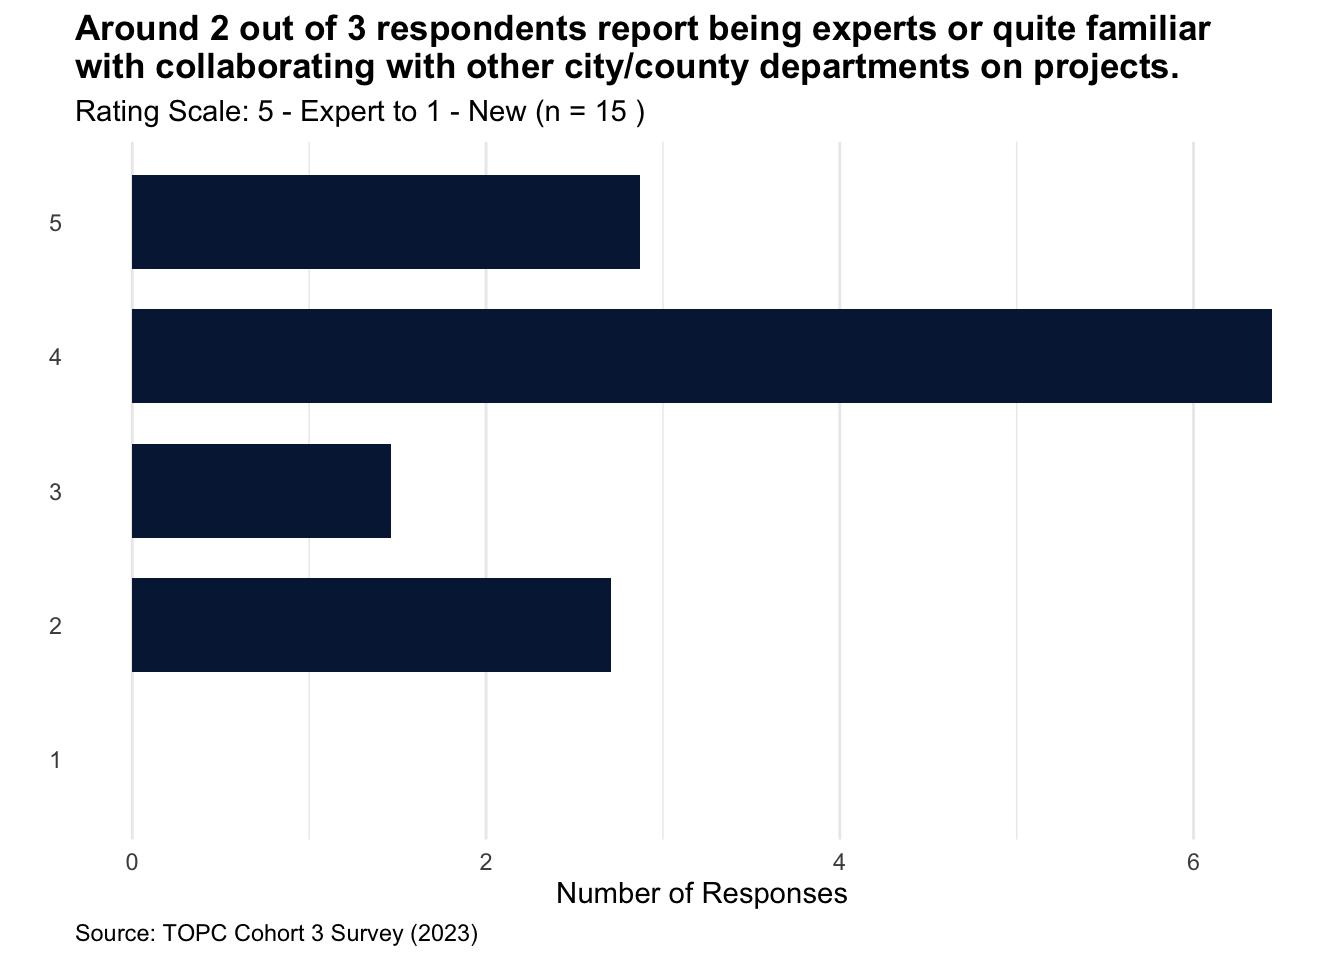 Around 2 out of 3 respondents report being experts or quite familiar
with collaborating with other city/county departments on projects.
Rating Scale: 5 - Expert to 1 - New (n = 15 )
5
4
3
2
1
0 2 4 6
Number of Responses
Source: TOPC Cohort 3 Survey (2023)